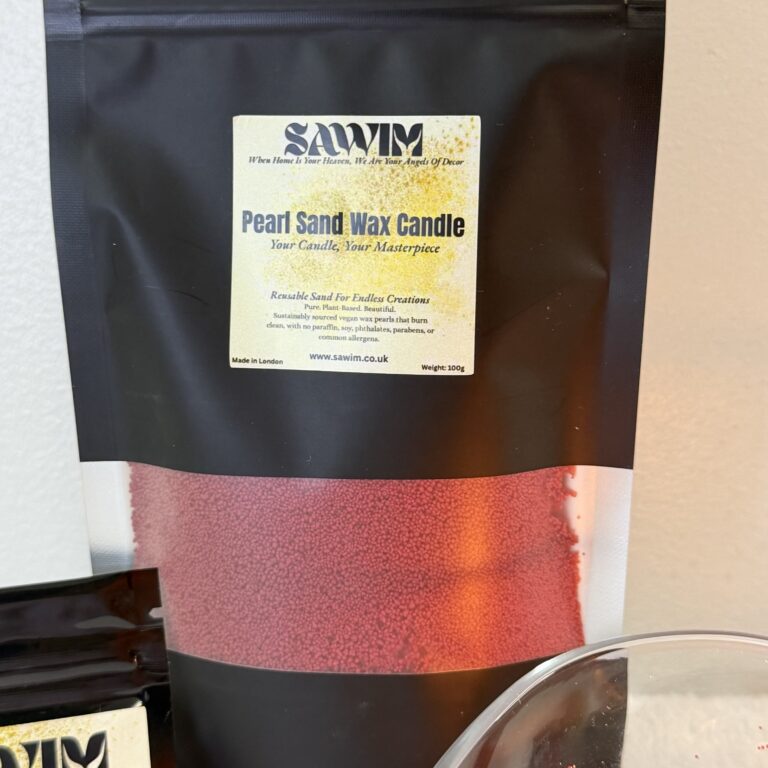 SAWIM
When Home Is Your Heaven, We Are Your Angels Of Decor
Pearl Sand Wax Candle
Your Candle, Your Masterpiece
Reusable Sand For Endless Creations
Pure. Plant-Based. Beautiful.
Sustainably sourced vegan wax pearls that burn
clean, with no paraffin, soy, phthalates, parabens, or
common allergens.
www.sawim.co.uk
Made in London
Weight: 100g